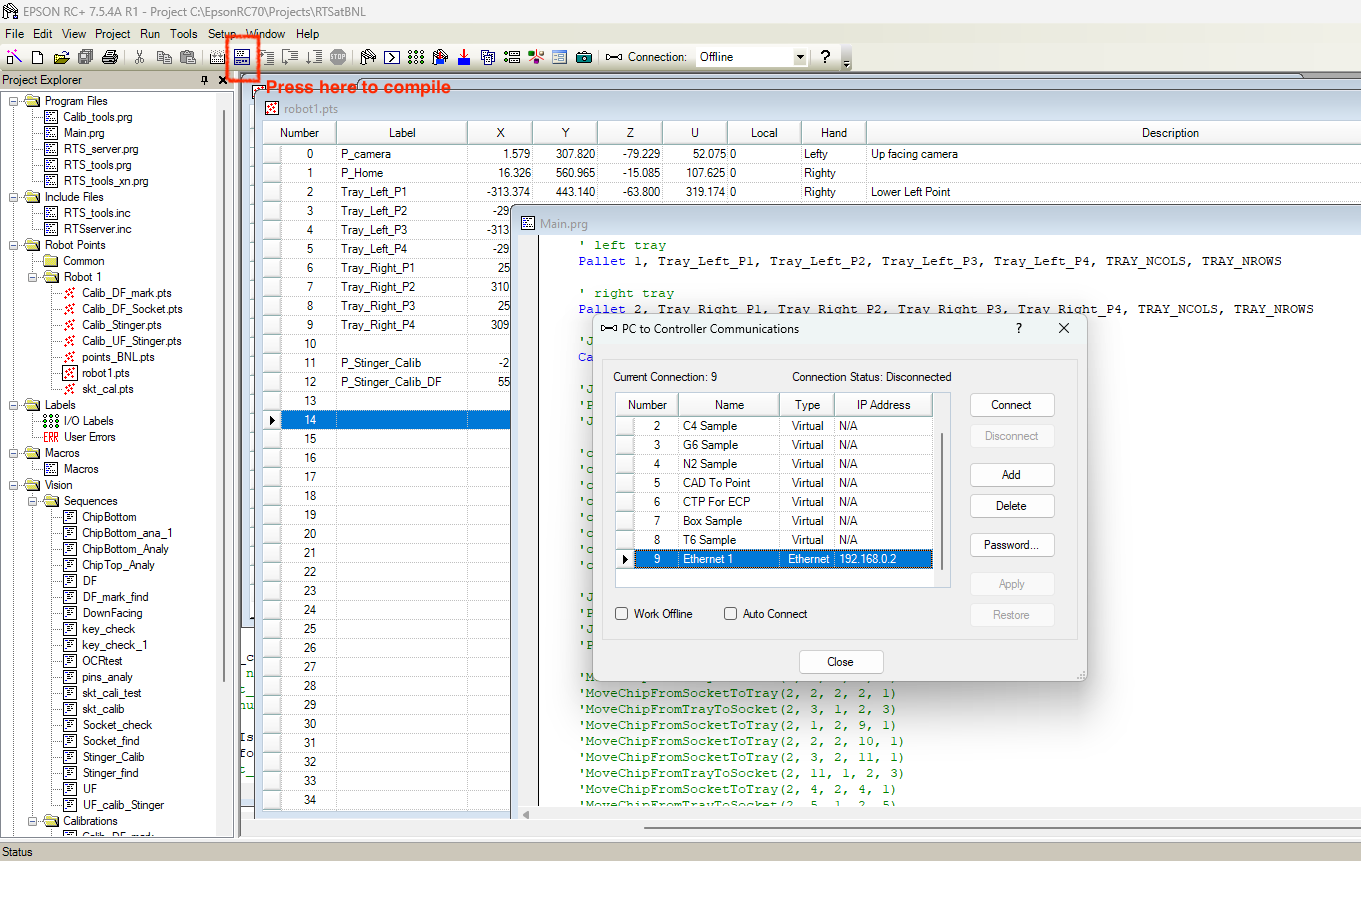 EPSON RC+ 7.5.4A R1 - Project C:\EpsonRC70\Projects\RTSatBNL
File Edit View Project Run Tools Setup Window Help
STOP
Connection: Offline
?
Project Explorer
Press here to compile
Program Files
Calib_tools.prg
Main.prg
RTS_server.prg
RTS_tools.prg
RTS_tools_xn.prg
Include Files
RTS_tools.inc
RTSserver.inc
Robot Points
Common
Robot 1
Calib_DF_mark.pts
Calib_DF_Socket.pts
Calib_Stinger.pts
Calib_UF_Stinger.pts
points_BNL.pts
robot1.pts
skt_cal.pts
Labels
I/O Labels
ERR User Errors
Macros
Macros
Vision
Sequences
ChipBottom
ChipBottom_ana_1
ChipBottom_Analy
ChipTop_Analy
DF
DF_mark_find
DownFacing
key_check
key_check_1
OCRtest
pins_analy
skt_cali_test
skt_calib
Socket_check
Socket_find
Stinger_Calib
Stinger_find
UF
UF_calib_Stinger
Calibrations
Calib_DF_mark
robot1.pts
Number Label X Y Z U Local Hand Description
0 P_camera 1.579 307.820 -79.229 52.075 0 Lefty Up facing camera
1 P_Home 16.326 560.965 -15.085 107.625 0 Righty
2 Tray_Left_P1 -313.374 443.140 -63.800 319.174 0 Righty Lower Left Point
3 Tray_Left_P2 -29
4 Tray_Left_P3 -313
5 Tray_Left_P4 -29
6 Tray_Right_P1 25
7 Tray_Right_P2 310
8 Tray_Right_P3 25
9 Tray_Right_P4 309
10
11 P_Stinger_Calib -2
12 P_Stinger_Calib_DF 55
13
14
15
16
17
18
19
20
21
22
23
24
25
26
27
28
29
30
31
32
33
34
Main.prg
' left tray
Pallet 1, Tray_Left_P1, Tray_Left_P2, Tray_Left_P3, Tray_Left_P4, TRAY_NCOLS, TRAY_NROWS
' right tray
Pallet 2, Tray_Right_P1, Tray_Right_P2, Tray_Right_P3, Tray_Right_P4, TRAY_NCOLS, TRAY_NROWS
'J
Ca
'J
'P
'J
'c
'c
'c
'c
'c
'c
'c
'c
'J
'P
'J
'P
'MoveChipFromSocketToTray(2, 2, 2, 2, 1)
'MoveChipFromTrayToSocket(2, 3, 1, 2, 3)
'MoveChipFromSocketToTray(2, 1, 2, 9, 1)
'MoveChipFromSocketToTray(2, 2, 2, 10, 1)
'MoveChipFromSocketToTray(2, 3, 2, 11, 1)
'MoveChipFromTrayToSocket(2, 11, 1, 2, 3)
'MoveChipFromSocketToTray(2, 4, 2, 4, 1)
'MoveChipFromTrayToSocket(2, 5, 1, 2, 5)
PC to Controller Communications
?
Current Connection: 9 Connection Status: Disconnected
Number Name Type IP Address
2 C4 Sample Virtual N/A
3 G6 Sample Virtual N/A
4 N2 Sample Virtual N/A
5 CAD To Point Virtual N/A
6 CTP For ECP Virtual N/A
7 Box Sample Virtual N/A
8 T6 Sample Virtual N/A
9 Ethernet 1 Ethernet 192.168.0.2
Connect
Disconnect
Add
Delete
Password...
Apply
Restore
Work Offline Auto Connect
Close
Status